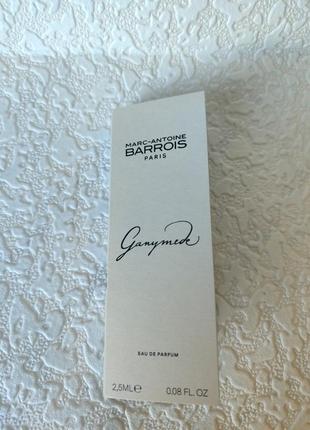 MARC-ANTOINE
BARROIS
PARIS
Ganymede
EAU DE PARFUM
2,5ML℮ 0.08 FL. OZ